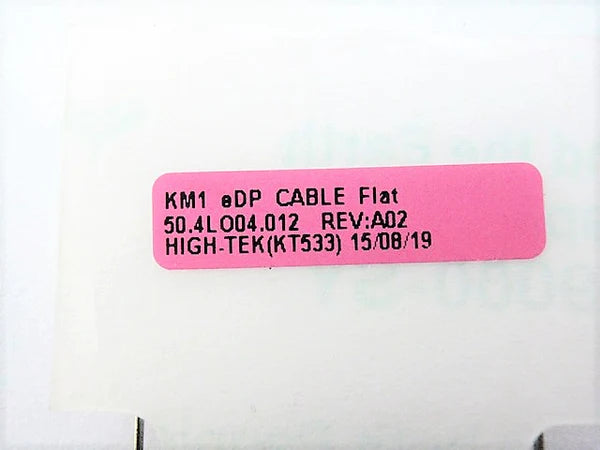 KM1 eDP CABLE Flat
50.4LO04.012 REV:A02
HIGH-TEK(KT533) 15/08/19